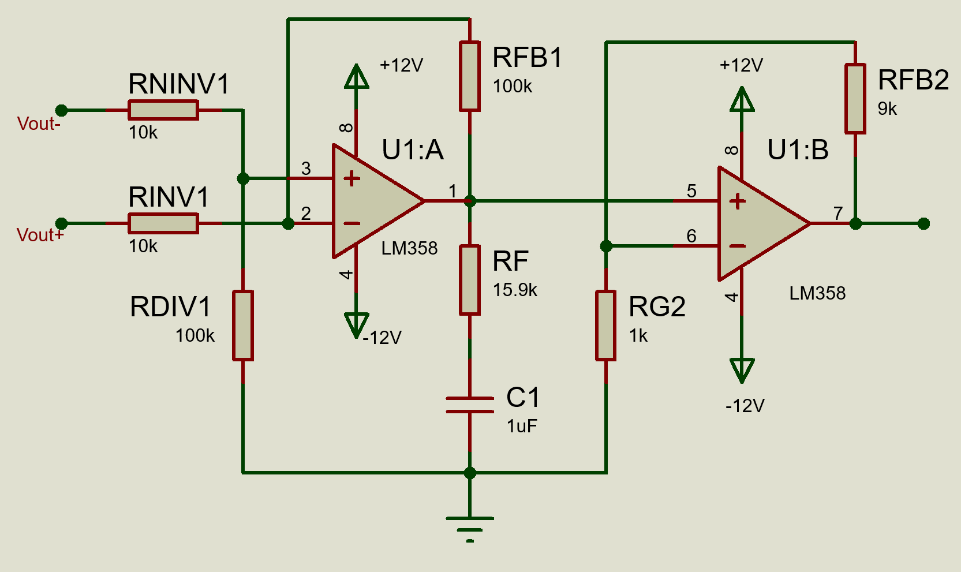 RNINV1
10k
Vout-
RINV1
10k
Vout+
RDIV1
100k
+12V
8
3
2
1
4
U1:A
LM358
-12V
RFB1
100k
RF
15.9k
C1
1uF
+12V
8
5
6
7
4
U1:B
LM358
-12V
RFB2
9k
RG2
1k